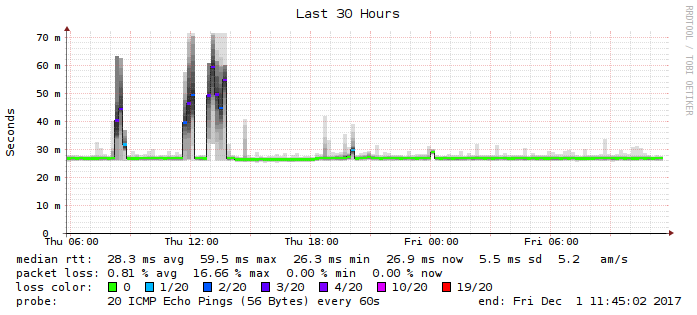 Last 30 Hours
RRDTOOL / TOBI OETIKER
Seconds
70 m
60 m
50 m
40 m
30 m
20 m
10 m
0
Thu 06:00 Thu 12:00 Thu 18:00 Fri 00:00 Fri 06:00
median rtt: 28.3 ms avg 59.5 ms max 26.3 ms min 26.9 ms now 5.5 ms sd 5.2 am/s
packet loss: 0.81 % avg 16.66 % max 0.00 % min 0.00 % now
loss color: 0 1/20 2/20 3/20 4/20 10/20 19/20
probe: 20 ICMP Echo Pings (56 Bytes) every 60s end: Fri Dec 1 11:45:02 2017